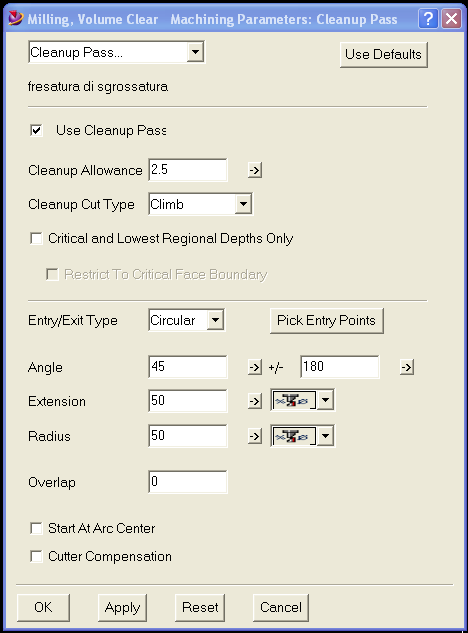 Milling, Volume Clear Machining Parameters: Cleanup Pass
Cleanup Pass...
Use Defaults
fresatura di sgrossatura
Use Cleanup Pass
Cleanup Allowance 2.5 ->
Cleanup Cut Type Climb
Critical and Lowest Regional Depths Only
Restrict To Critical Face Boundary
Entry/Exit Type Circular Pick Entry Points
Angle 45 -> +/- 180 ->
Extension 50 ->
Radius 50 ->
Overlap 0
Start At Arc Center
Cutter Compensation
OK Apply Reset Cancel